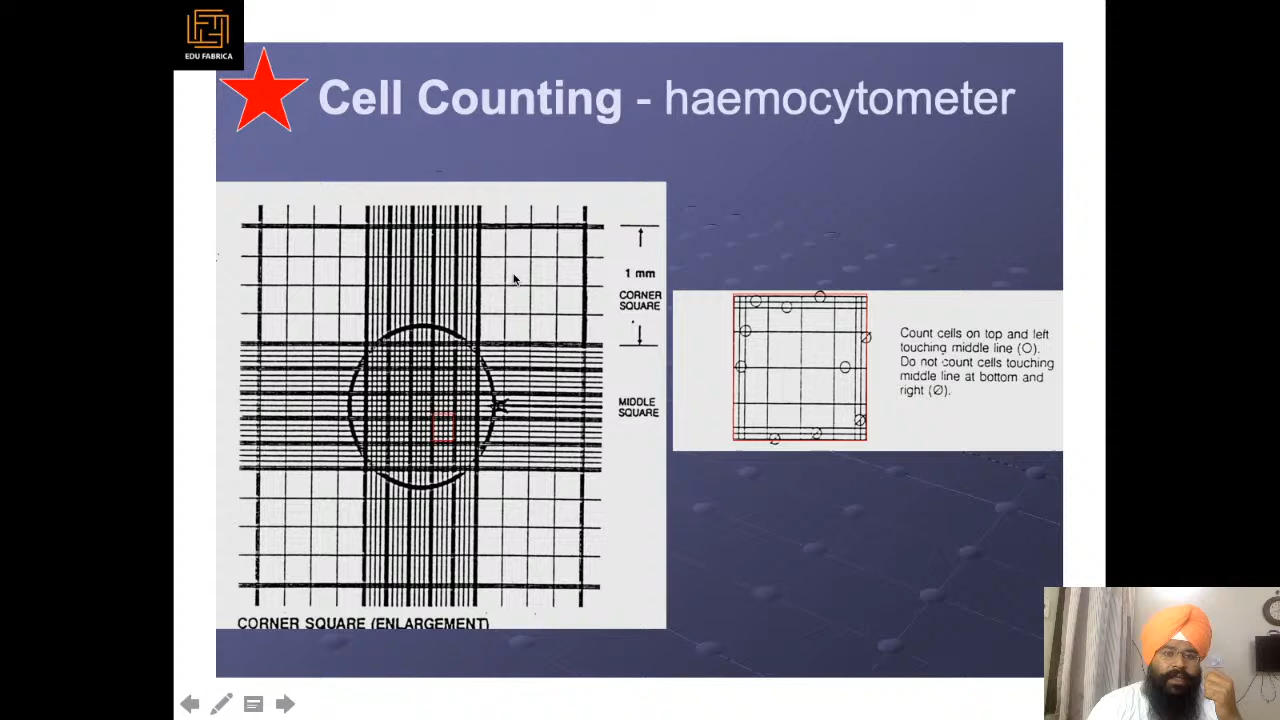 EDU FABRICA
Cell Counting - haemocytometer
1 mm
CORNER
SQUARE
MIDDLE
SQUARE
CORNER SQUARE (ENLARGEMENT)
Count cells on top and left
touching middle line (O).
Do not count cells touching
middle line at bottom and
right (Ø).